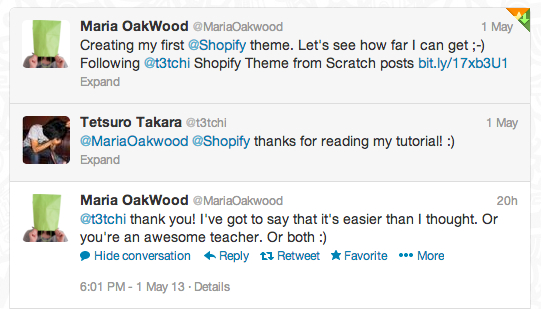 Maria OakWood @MariaOakwood 1 May
Creating my first @Shopify theme. Let's see how far I can get ;-)
Following @t3tchi Shopify Theme from Scratch posts bit.ly/17xb3U1
Expand
Tetsuro Takara @t3tchi 1 May
@MariaOakwood @Shopify thanks for reading my tutorial! :)
Expand
Maria OakWood @MariaOakwood 20h
@t3tchi thank you! I've got to say that it's easier than I thought. Or
you're an awesome teacher. Or both :)
Hide conversation Reply Retweet Favorite More
6:01 PM - 1 May 13 · Details